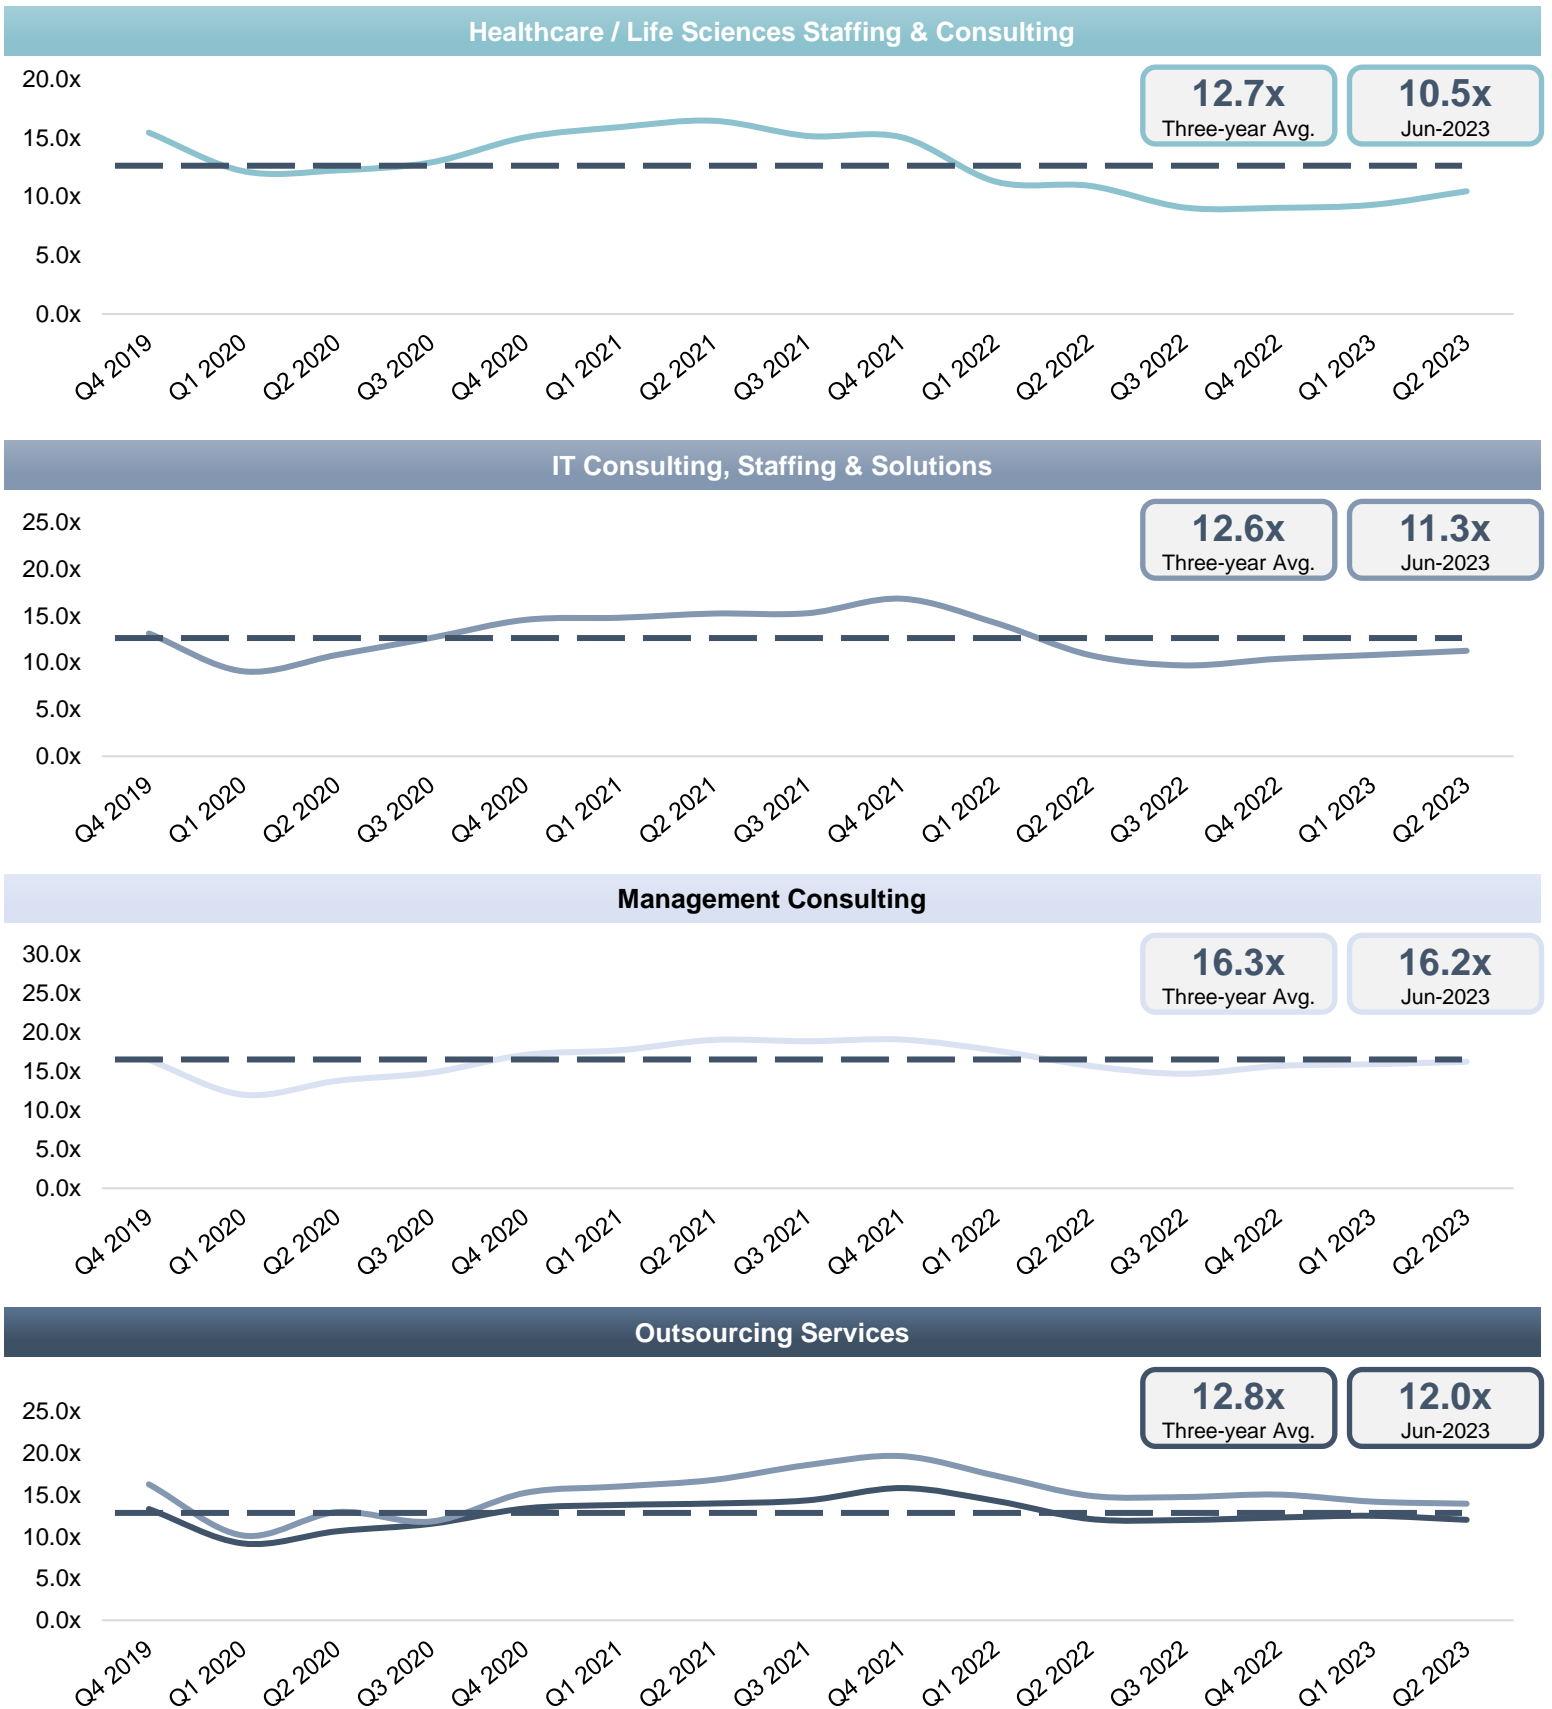 Healthcare / Life Sciences Staffing & Consulting
20.0x
15.0x
10.0x
5.0x
0.0x
12.7x
Three-year Avg.
10.5x
Jun-2023
Q4 2019
Q1 2020
Q2 2020
Q3 2020
Q4 2020
Q1 2021
Q2 2021
Q3 2021
Q4 2021
Q1 2022
Q2 2022
Q3 2022
Q4 2022
Q1 2023
Q2 2023
IT Consulting, Staffing & Solutions
25.0x
20.0x
15.0x
10.0x
5.0x
0.0x
12.6x
Three-year Avg.
11.3x
Jun-2023
Q4 2019
Q1 2020
Q2 2020
Q3 2020
Q4 2020
Q1 2021
Q2 2021
Q3 2021
Q4 2021
Q1 2022
Q2 2022
Q3 2022
Q4 2022
Q1 2023
Q2 2023
Management Consulting
30.0x
25.0x
20.0x
15.0x
10.0x
5.0x
0.0x
16.3x
Three-year Avg.
16.2x
Jun-2023
Q4 2019
Q1 2020
Q2 2020
Q3 2020
Q4 2020
Q1 2021
Q2 2021
Q3 2021
Q4 2021
Q1 2022
Q2 2022
Q3 2022
Q4 2022
Q1 2023
Q2 2023
Outsourcing Services
25.0x
20.0x
15.0x
10.0x
5.0x
0.0x
12.8x
Three-year Avg.
12.0x
Jun-2023
Q4 2019
Q1 2020
Q2 2020
Q3 2020
Q4 2020
Q1 2021
Q2 2021
Q3 2021
Q4 2021
Q1 2022
Q2 2022
Q3 2022
Q4 2022
Q1 2023
Q2 2023